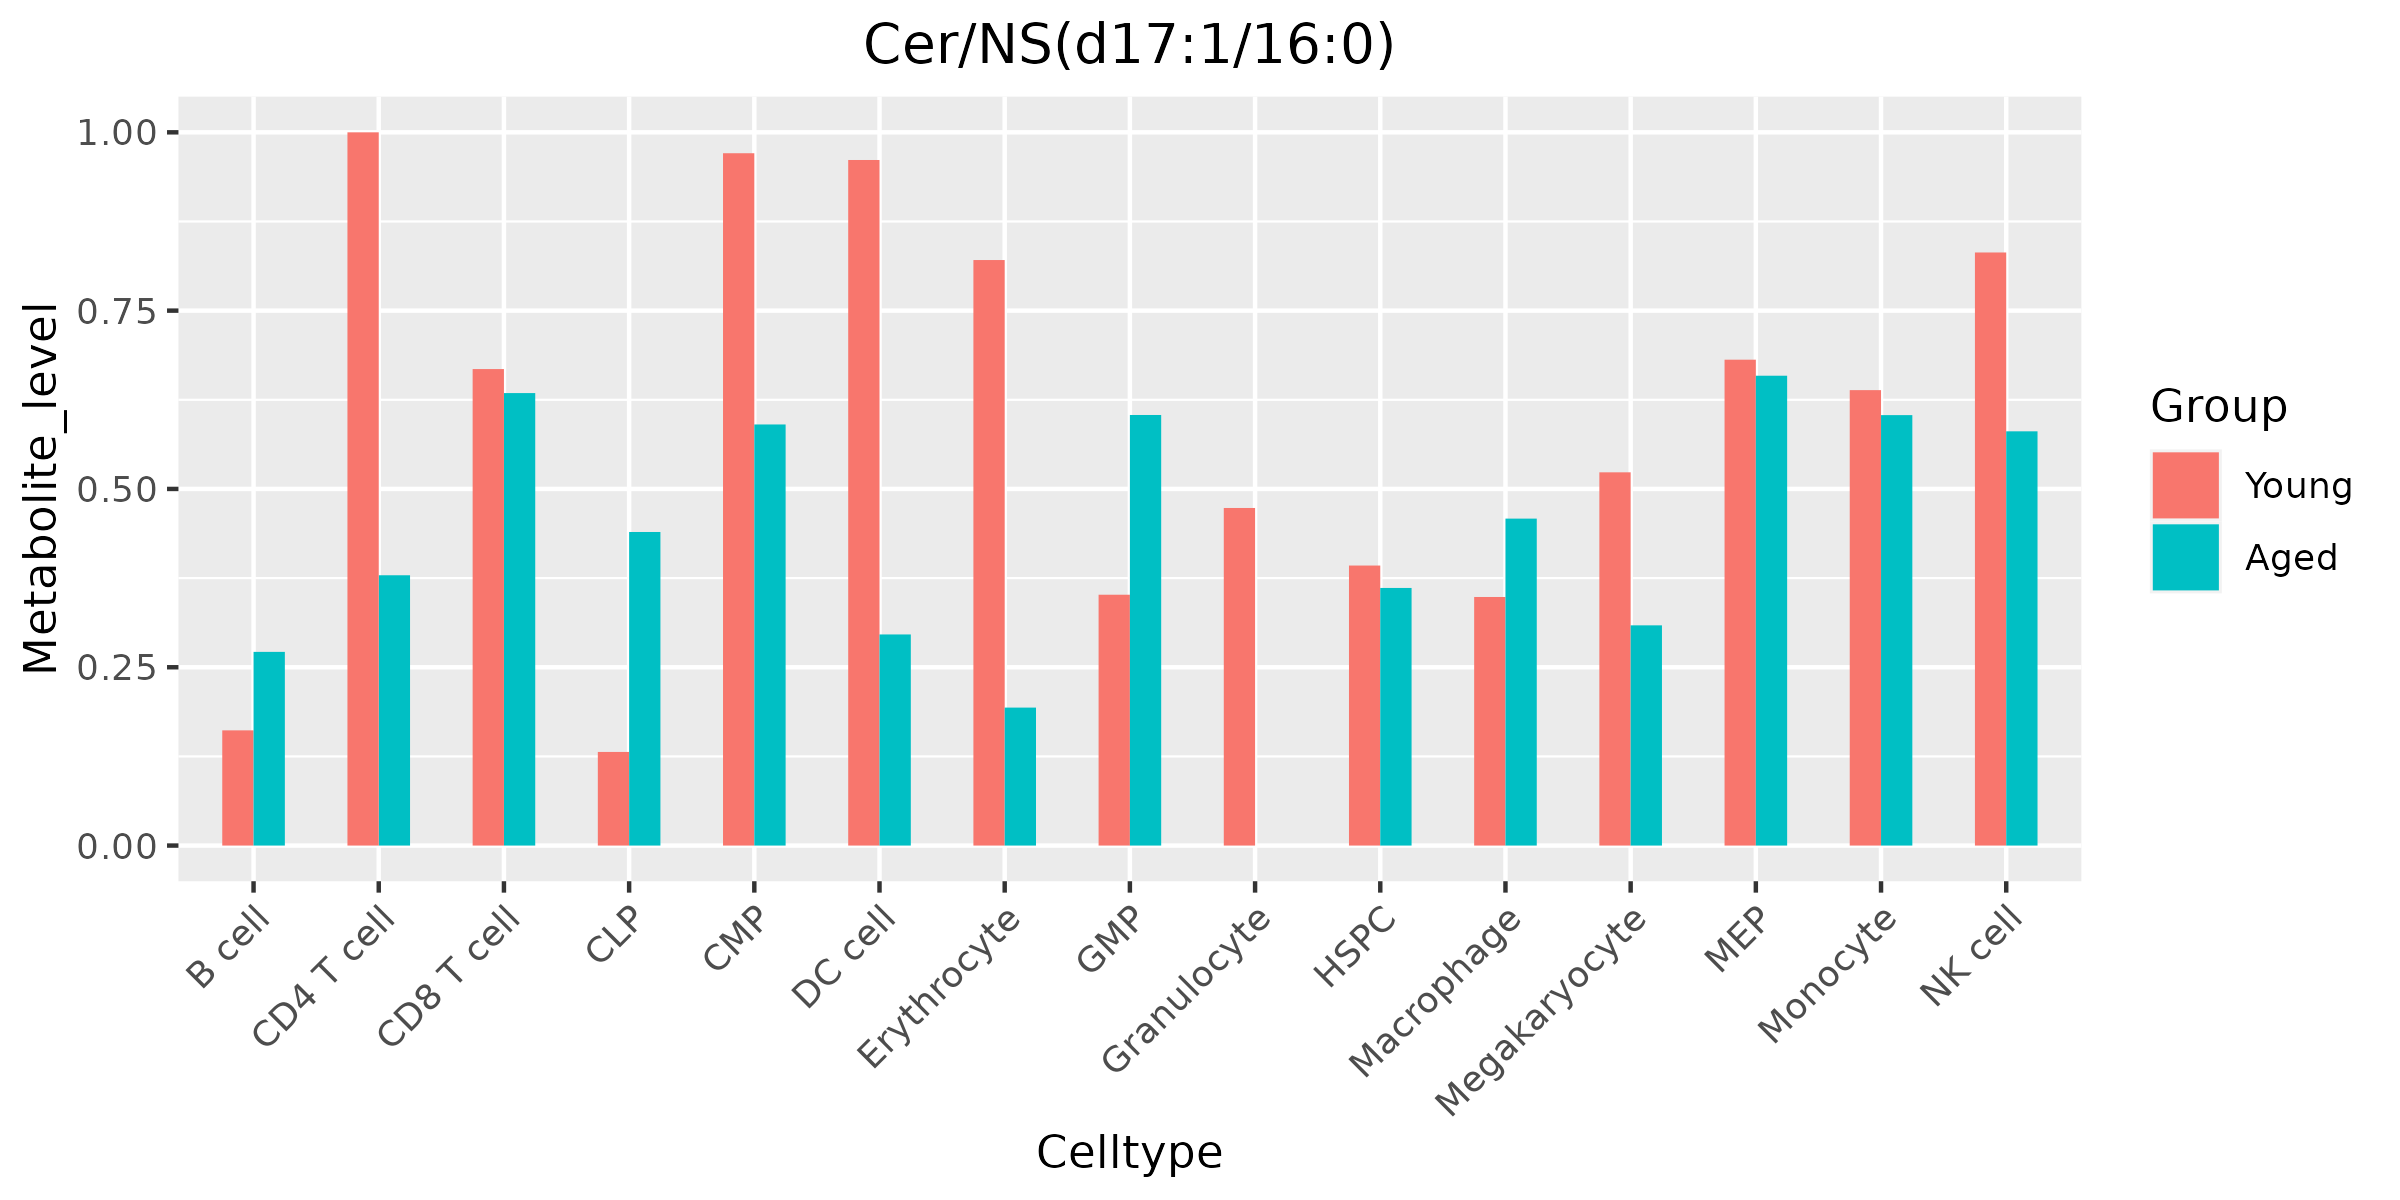 Cer/NS(d17:1/16:0)
Metabolite_level
1.00
0.75
0.50
0.25
0.00
B cell
CD4 T cell
CD8 T cell
CLP
CMP
DC cell
Erythrocyte
GMP
Granulocyte
HSPC
Macrophage
Megakaryocyte
MEP
Monocyte
NK cell
Celltype
Group
Young
Aged